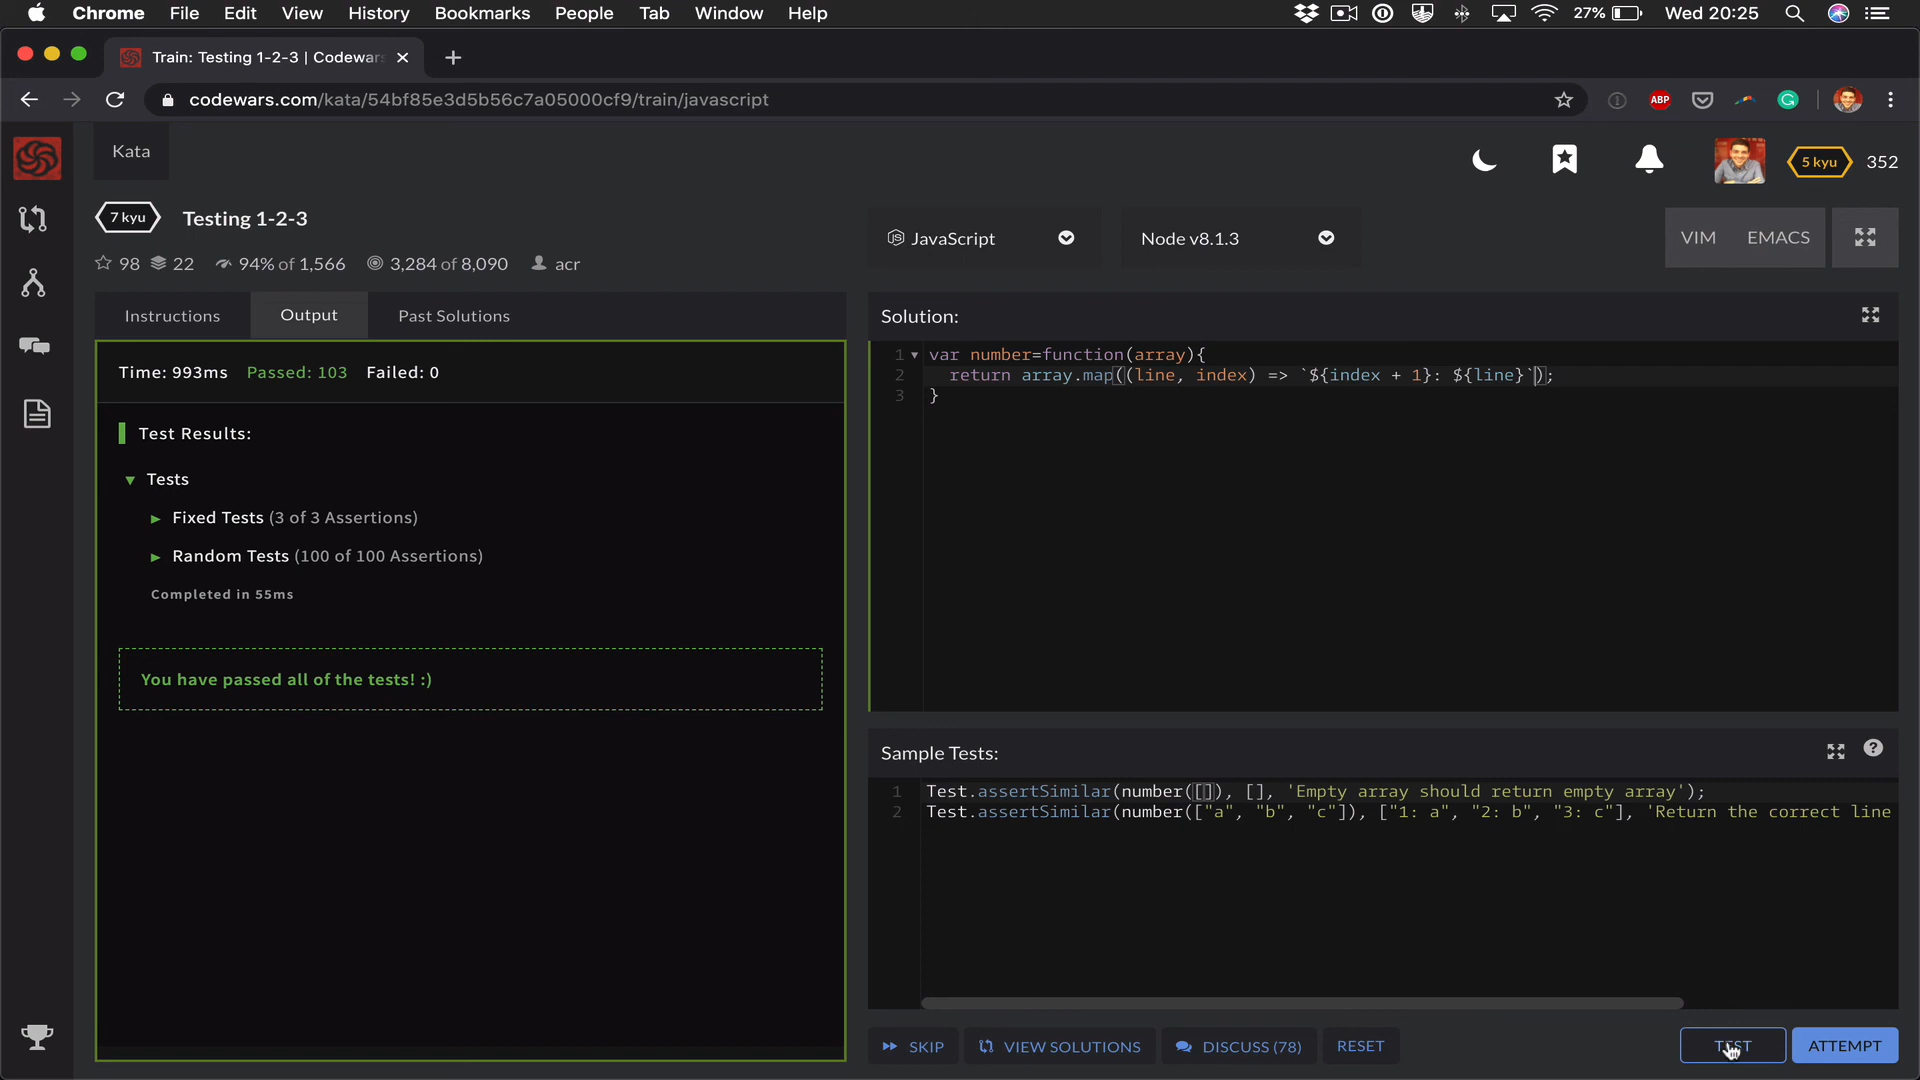 Chrome File Edit View History Bookmarks People Tab Window Help 27% Wed 20:25
Train: Testing 1-2-3 | Codewars
codewars.com/kata/54bf85e3d5b56c7a05000cf9/train/javascript ABP
Kata
5 kyu 352
7 kyu Testing 1-2-3
98 22 94% of 1,566 3,284 of 8,090 acr
JavaScript Node v8.1.3 VIM EMACS
Instructions Output Past Solutions
Time: 993ms Passed: 103 Failed: 0
Test Results:
Tests
Fixed Tests (3 of 3 Assertions)
Random Tests (100 of 100 Assertions)
Completed in 55ms
You have passed all of the tests! :)
Solution:
1 var number=function(array){
2 return array.map((line, index) => `${index + 1}: ${line}`);
3 }
Sample Tests:
1 Test.assertSimilar(number([]), [], 'Empty array should return empty array');
2 Test.assertSimilar(number(["a", "b", "c"]), ["1: a", "2: b", "3: c"], 'Return the correct line
SKIP VIEW SOLUTIONS DISCUSS (78) RESET TEST ATTEMPT